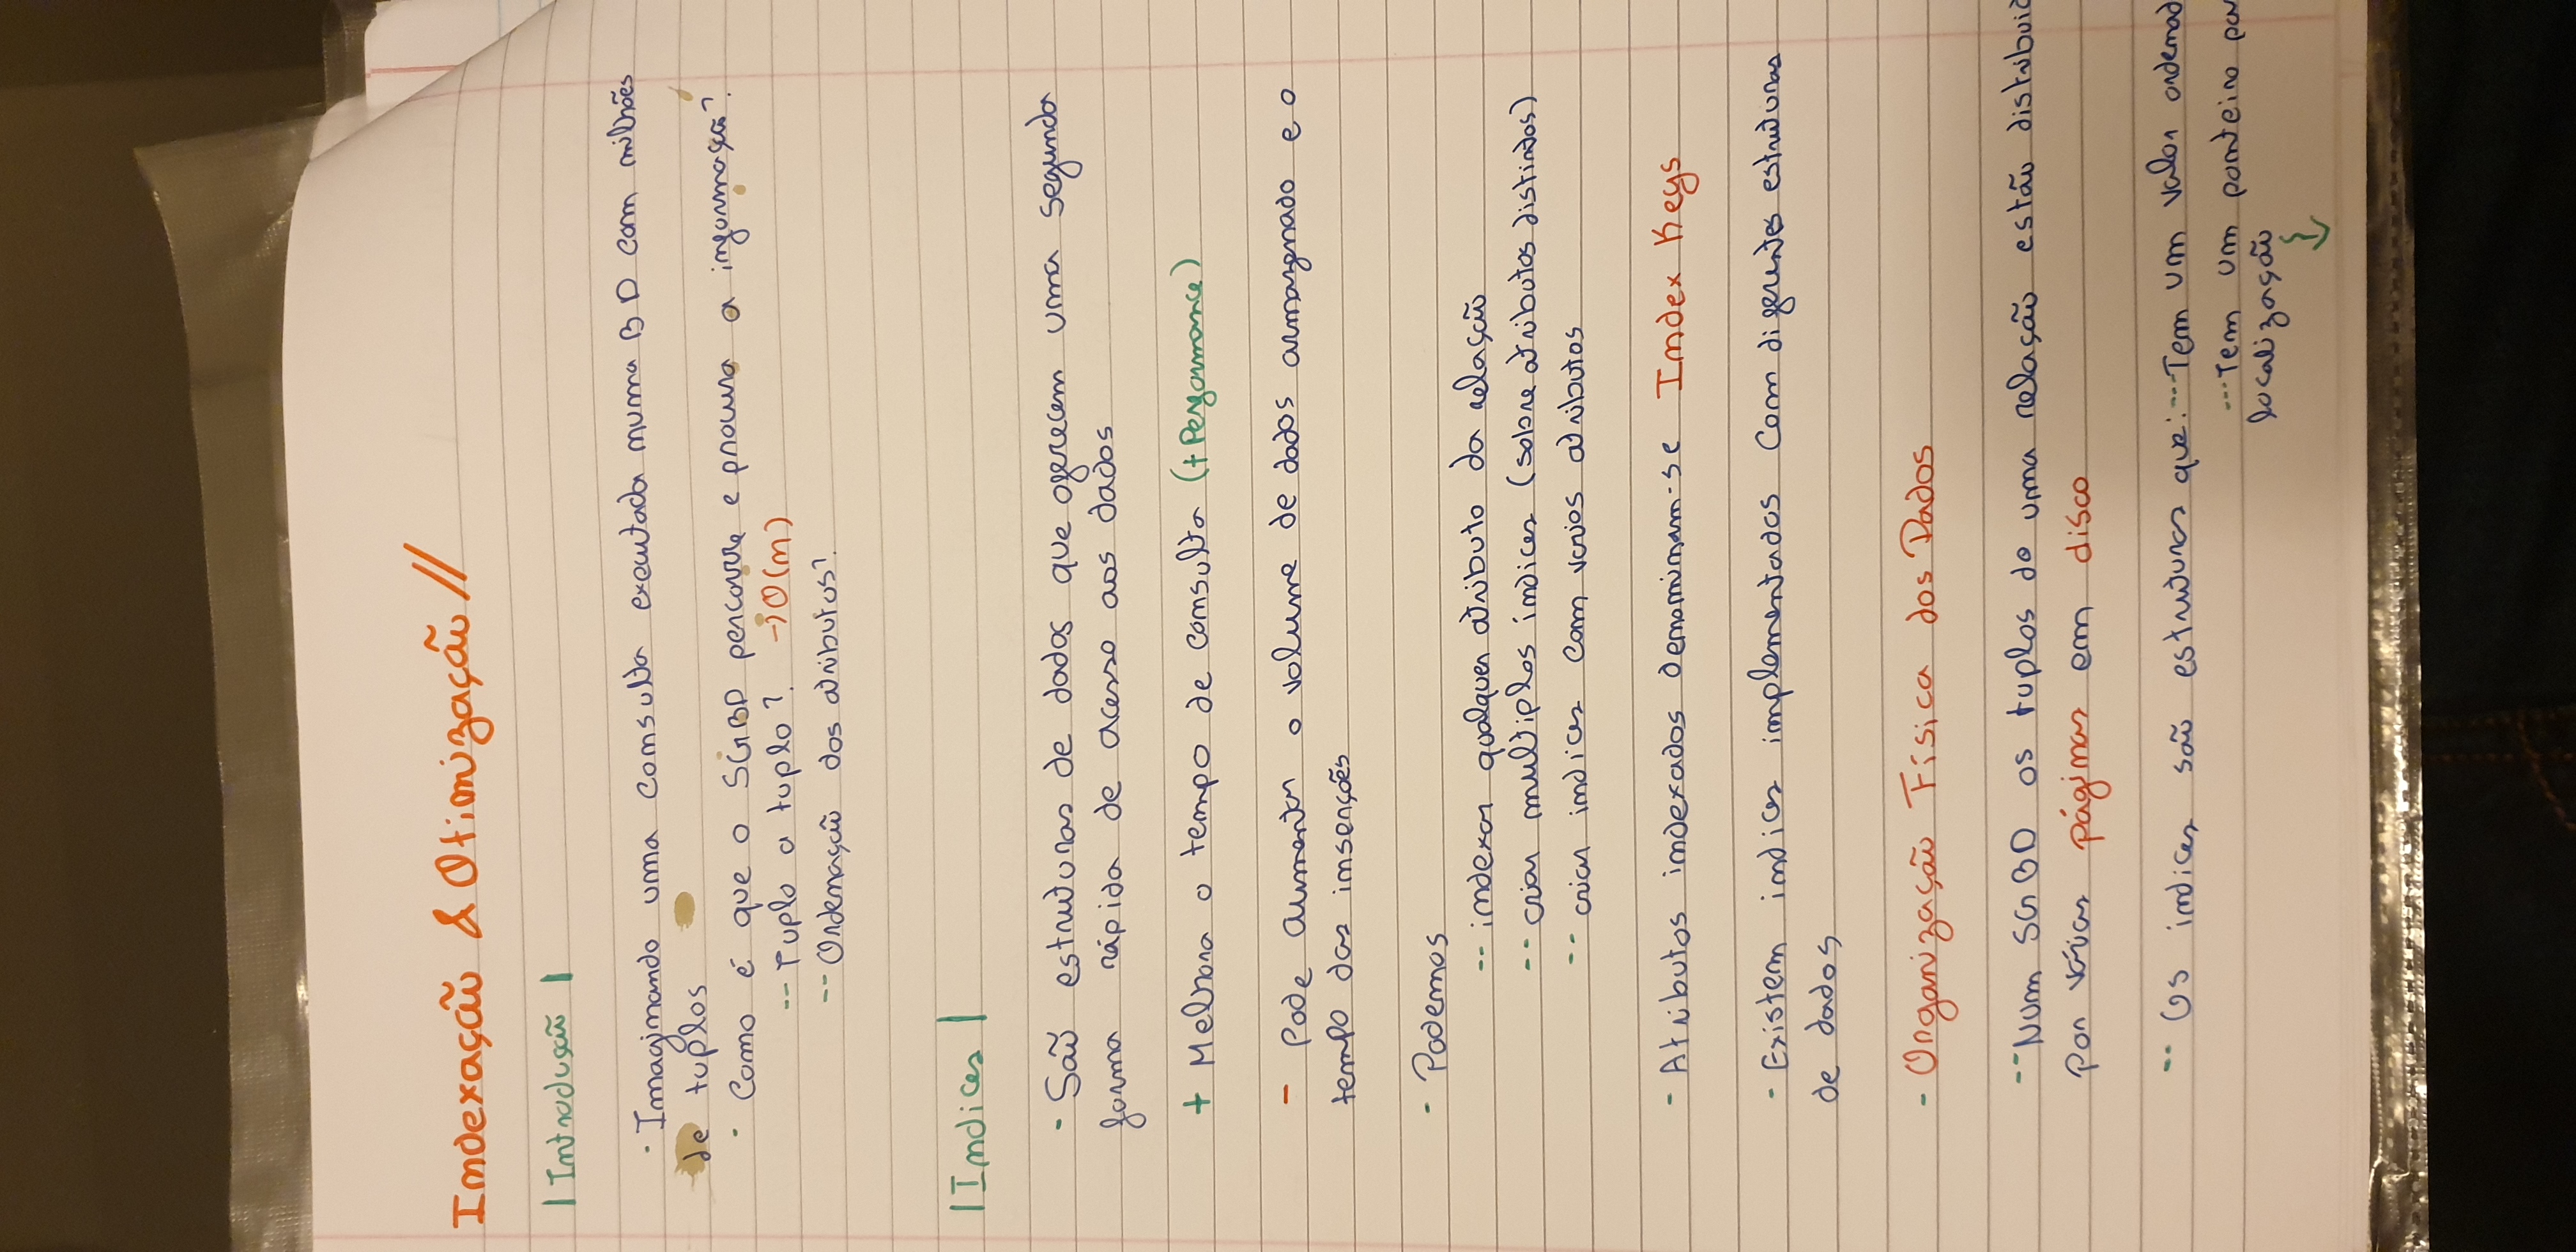 Indexação & Otimização //
| Introdução |
· Imaginando uma consulta executada numa BD com milhões
de tuplos
· Como é que o SGBD percorre e procura a informação?
-- Tuplo a tuplo? → O(n)
-- Ordenação dos atributos?
| Indices |
- São estruturas de dados que oferecem uma segunda
forma rápida de acesso aos dados
+ Melhora o tempo de consulta (+ Performance)
- Pode aumentar o volume de dados armazenado e o
tempo das inserções
- Podemos
-- indexar qualquer atributo da relação
-- criar multiplos indices (sobre atributos distintos)
-- criar indices com varios atributos
- Atributos indexados denominam-se Index Keys
- Existem indices implementados com diferentes estruturas
de dados
- Organização Física dos Dados
-- Num SGBD os tuplos de uma relação estão distribuid
por várias páginas em disco
-- Os indices são estruturas que: --- Tem um valor ordenad
--- Tem um ponteiro pa
localização